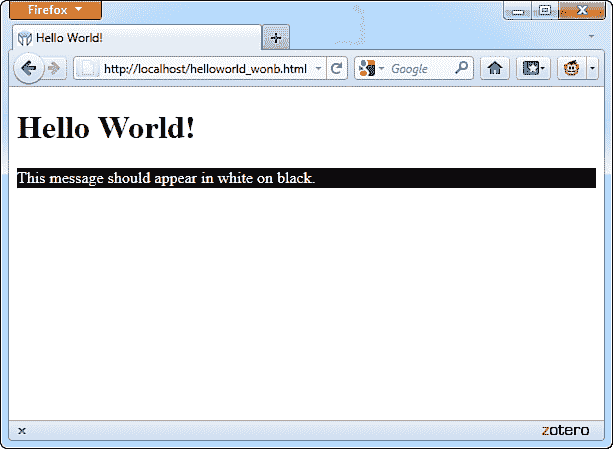 Firefox
Hello World!
http://localhost/helloworld_wonb.html
Google
Hello World!
This message should appear in white on black.
x
zotero